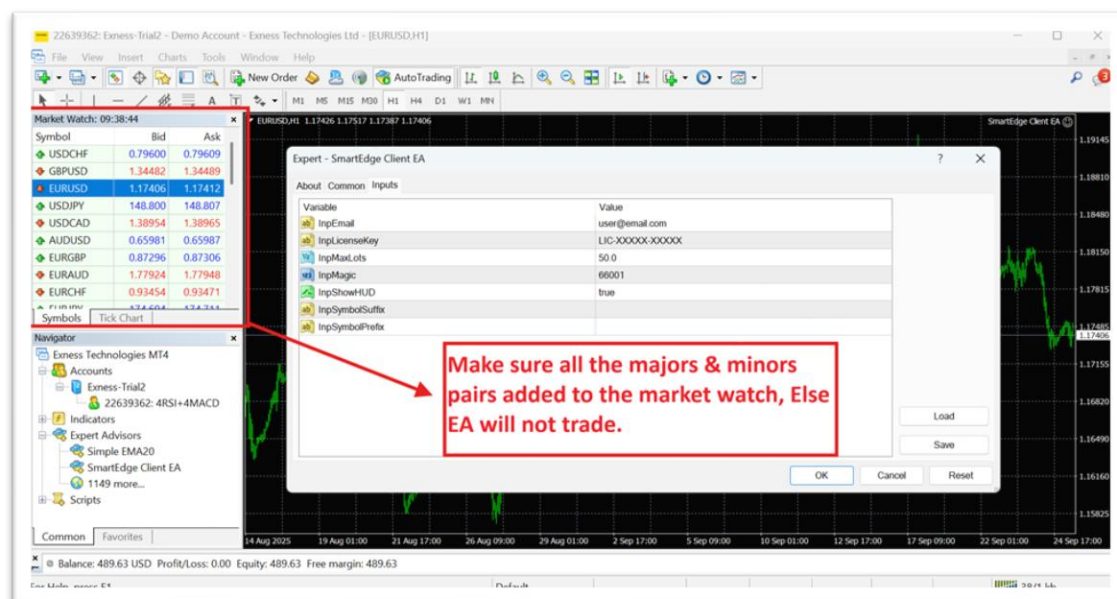 22639362: Exness-Trial2 - Demo Account - Exness Technologies Ltd - [EURUSD,H1]
File View Insert Charts Tools Window Help
New Order AutoTrading
M1 M5 M15 M30 H1 H4 D1 W1 MN
Market Watch: 09:38:44
Symbol Bid Ask
USDCHF 0.79600 0.79609
GBPUSD 1.34482 1.34489
EURUSD 1.17406 1.17412
USDJPY 148.800 148.807
USDCAD 1.38954 1.38965
AUDUSD 0.65981 0.65987
EURGBP 0.87296 0.87306
EURAUD 1.77924 1.77948
EURCHF 0.93454 0.93471
Symbols Tick Chart
Navigator
Exness Technologies MT4
Accounts
Exness-Trial2
22639362: 4RSI+4MACD
Indicators
Expert Advisors
Simple EMA20
SmartEdge Client EA
1149 more...
Scripts
Common Favorites
EURUSD,H1 1.17426 1.17517 1.17387 1.17406
SmartEdge Client EA
Expert - SmartEdge Client EA
About Common Inputs
Variable Value
InpEmail user@email.com
InpLicenseKey LIC-XXXXX-XXXXX
InpMaxLots 50.0
InpMagic 66001
InpShowHUD true
InpSymbolSuffix
InpSymbolPrefix
Load
Save
OK Cancel Reset
Make sure all the majors & minors
pairs added to the market watch, Else
EA will not trade.
1.19145
1.18810
1.18480
1.18150
1.17815
1.17485
1.17406
1.17155
1.16820
1.16490
1.16160
1.15825
14 Aug 2025 19 Aug 01:00 21 Aug 17:00 26 Aug 09:00 29 Aug 01:00 2 Sep 17:00 5 Sep 09:00 10 Sep 01:00 12 Sep 17:00 17 Sep 09:00 22 Sep 01:00 24 Sep 17:00
Balance: 489.63 USD Profit/Loss: 0.00 Equity: 489.63 Free margin: 489.63
For Help, press F1 Default 28/1 kb